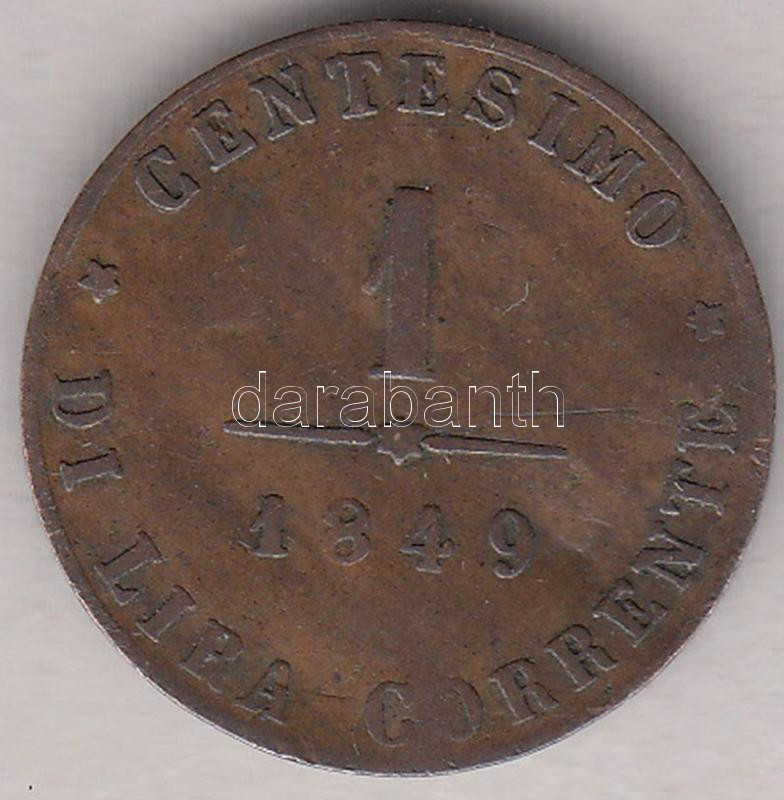 CENTESIMO
1
darabanth
1849
DI LIRA CORRENTE